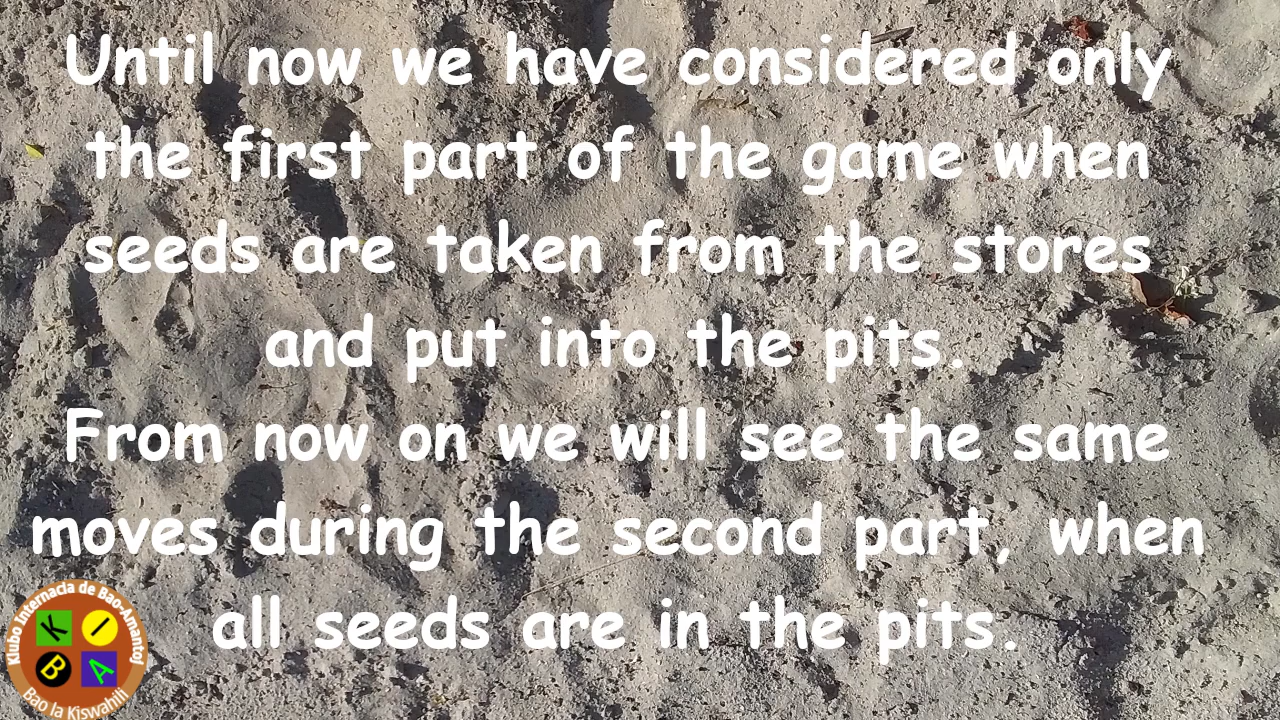 Until now we have considered only
the first part of the game when
seeds are taken from the stores
and put into the pits.
From now on we will see the same
moves during the second part, when
all seeds are in the pits.
Klubo Internacia de Bao-Amantoj
K I
B A
Bao la Kiswahili